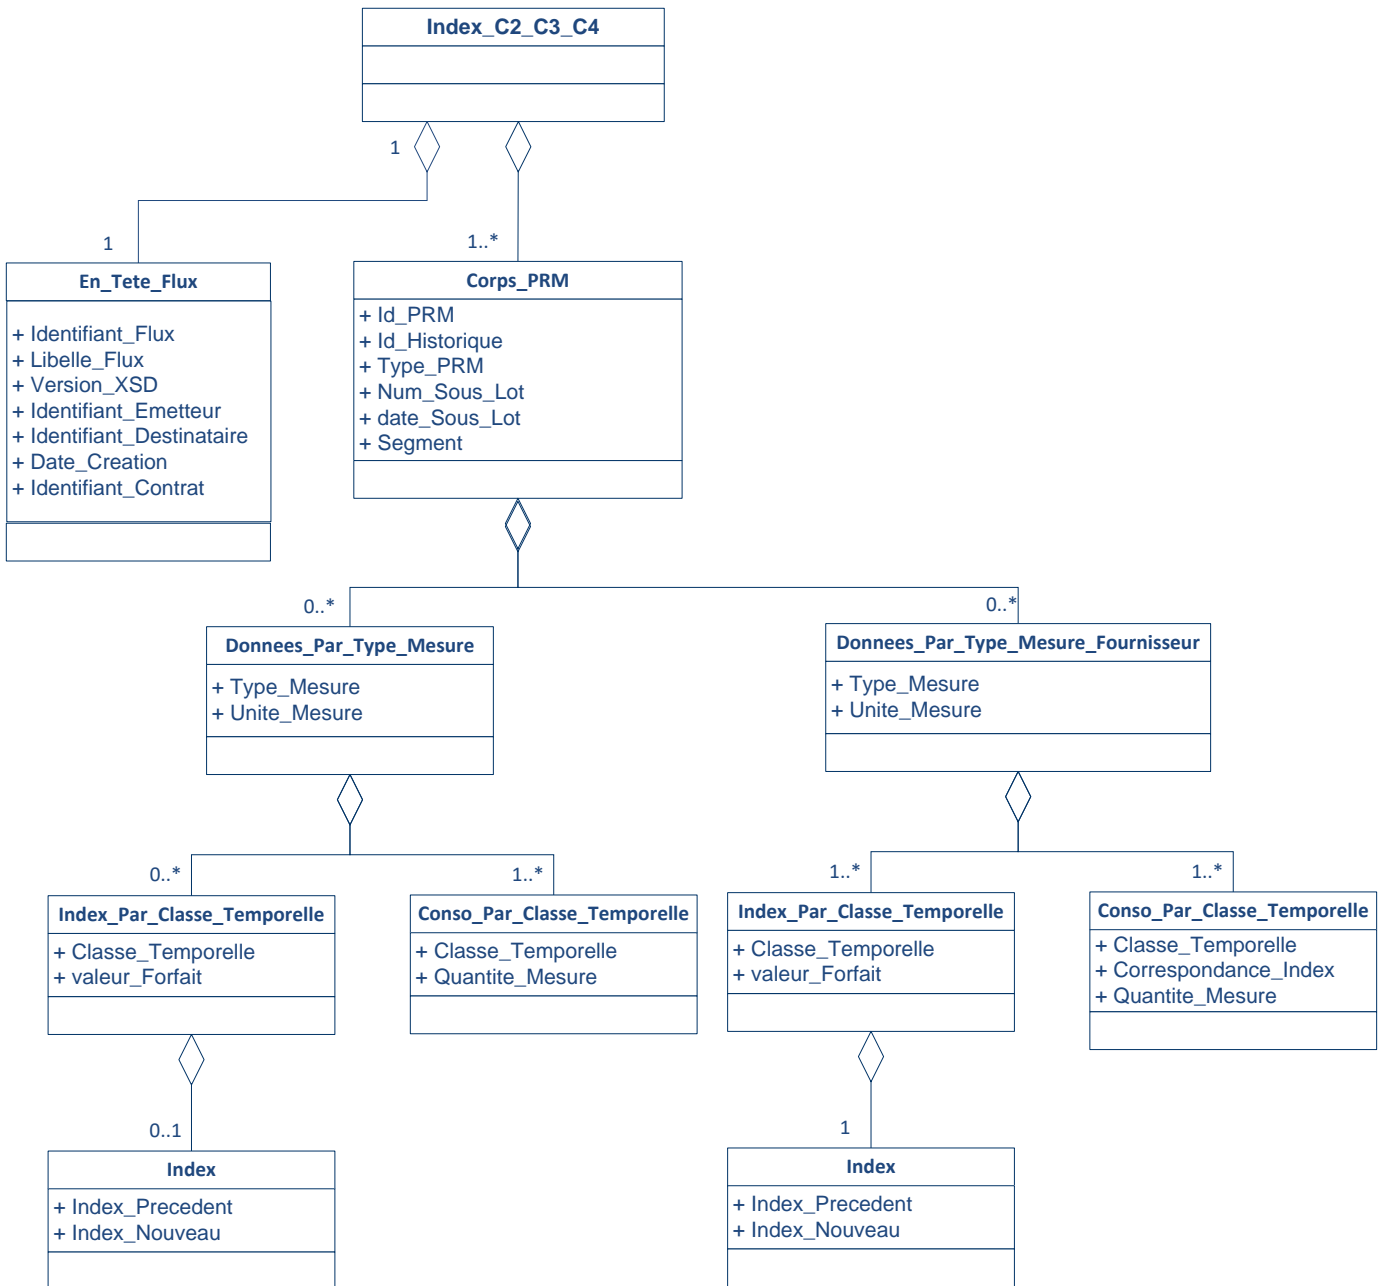 Index_C2_C3_C4
1
1
1..*
En_Tete_Flux
+ Identifiant_Flux
+ Libelle_Flux
+ Version_XSD
+ Identifiant_Emetteur
+ Identifiant_Destinataire
+ Date_Creation
+ Identifiant_Contrat
Corps_PRM
+ Id_PRM
+ Id_Historique
+ Type_PRM
+ Num_Sous_Lot
+ date_Sous_Lot
+ Segment
0..*
0..*
Donnees_Par_Type_Mesure
+ Type_Mesure
+ Unite_Mesure
Donnees_Par_Type_Mesure_Fournisseur
+ Type_Mesure
+ Unite_Mesure
0..*
1..*
1..*
1..*
Index_Par_Classe_Temporelle
+ Classe_Temporelle
+ valeur_Forfait
Conso_Par_Classe_Temporelle
+ Classe_Temporelle
+ Quantite_Mesure
Index_Par_Classe_Temporelle
+ Classe_Temporelle
+ valeur_Forfait
Conso_Par_Classe_Temporelle
+ Classe_Temporelle
+ Correspondance_Index
+ Quantite_Mesure
0..1
1
Index
+ Index_Precedent
+ Index_Nouveau
Index
+ Index_Precedent
+ Index_Nouveau